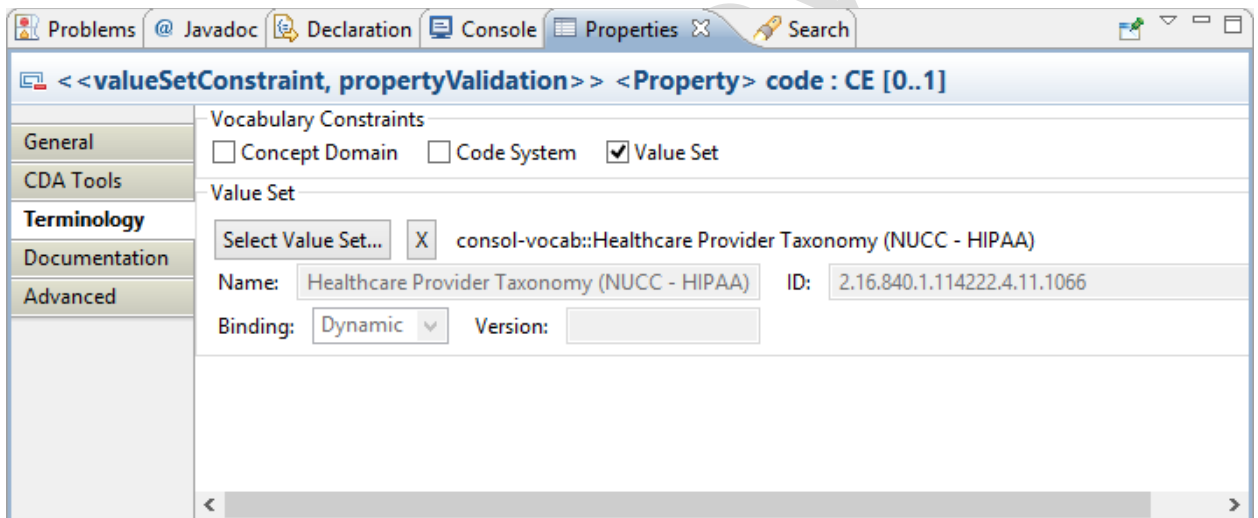 Problems @ Javadoc Declaration Console Properties Search
<<valueSetConstraint, propertyValidation>> <Property> code : CE [0..1]
General
CDA Tools
Terminology
Documentation
Advanced
Vocabulary Constraints
Concept Domain Code System Value Set
Value Set
Select Value Set... X consol-vocab::Healthcare Provider Taxonomy (NUCC - HIPAA)
Name: Healthcare Provider Taxonomy (NUCC - HIPAA) ID: 2.16.840.1.114222.4.11.1066
Binding: Dynamic Version: